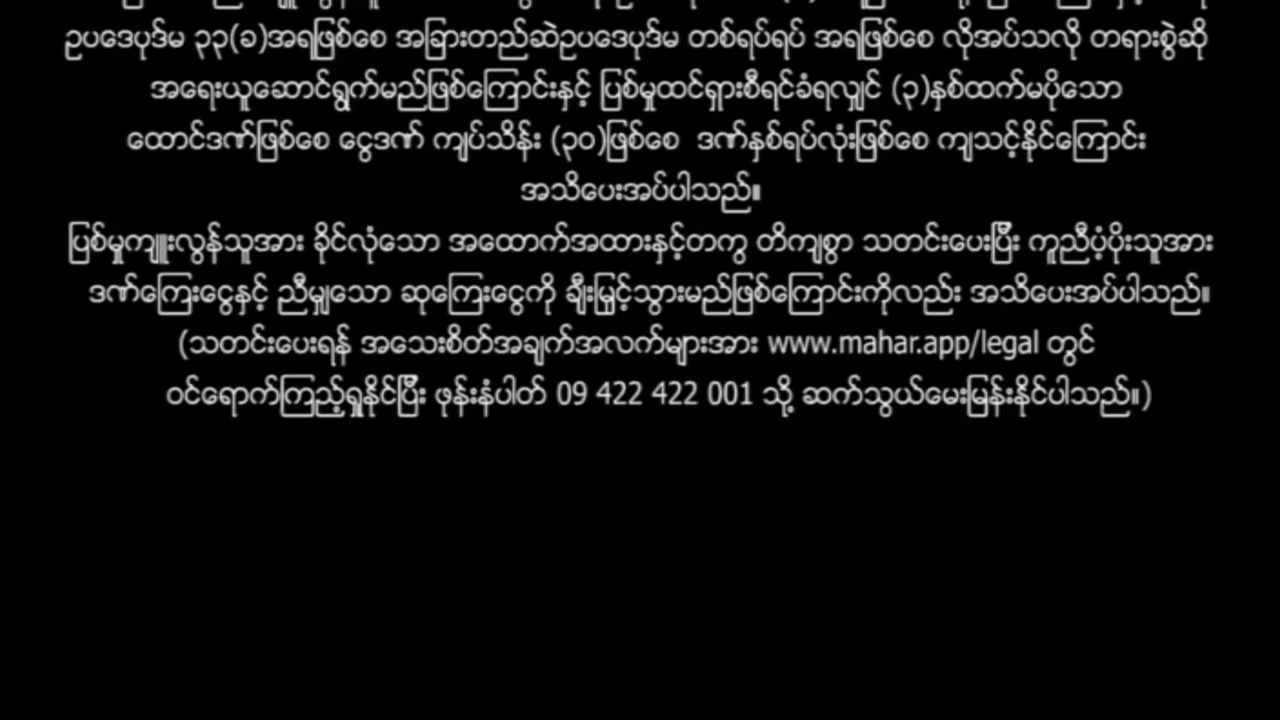 ဥပဒေပုဒ်မ ၃၃(ခ)အရဖြစ်စေ အခြားတည်ဆဲဥပဒေပုဒ်မ တစ်ရပ်ရပ် အရဖြစ်စေ လိုအပ်သလို တရားစွဲဆို
အရေးယူဆောင်ရွက်မည်ဖြစ်ကြောင်းနှင့် ပြစ်မှုထင်ရှားစီရင်ခံရလျှင် (၃)နှစ်ထက်မပိုသော
ထောင်ဒဏ်ဖြစ်စေ ငွေဒဏ် ကျပ်သိန်း (၃၀)ဖြစ်စေ ဒဏ်နှစ်ရပ်လုံးဖြစ်စေ ကျသင့်နိုင်ကြောင်း
အသိပေးအပ်ပါသည်။
ပြစ်မှုကျူးလွန်သူအား ခိုင်လုံသော အထောက်အထားနှင့်တကွ တိကျစွာ သတင်းပေးပြီး ကူညီပံ့ပိုးသူအား
ဒဏ်ကြေးငွေနှင့် ညီမျှသော ဆုကြေးငွေကို ချီးမြှင့်သွားမည်ဖြစ်ကြောင်းကိုလည်း အသိပေးအပ်ပါသည်။
(သတင်းပေးရန် အသေးစိတ်အချက်အလက်များအား www.mahar.app/legal တွင်
ဝင်ရောက်ကြည့်ရှုနိုင်ပြီး ဖုန်းနံပါတ် 09 422 422 001 သို့ ဆက်သွယ်မေးမြန်းနိုင်ပါသည်။)